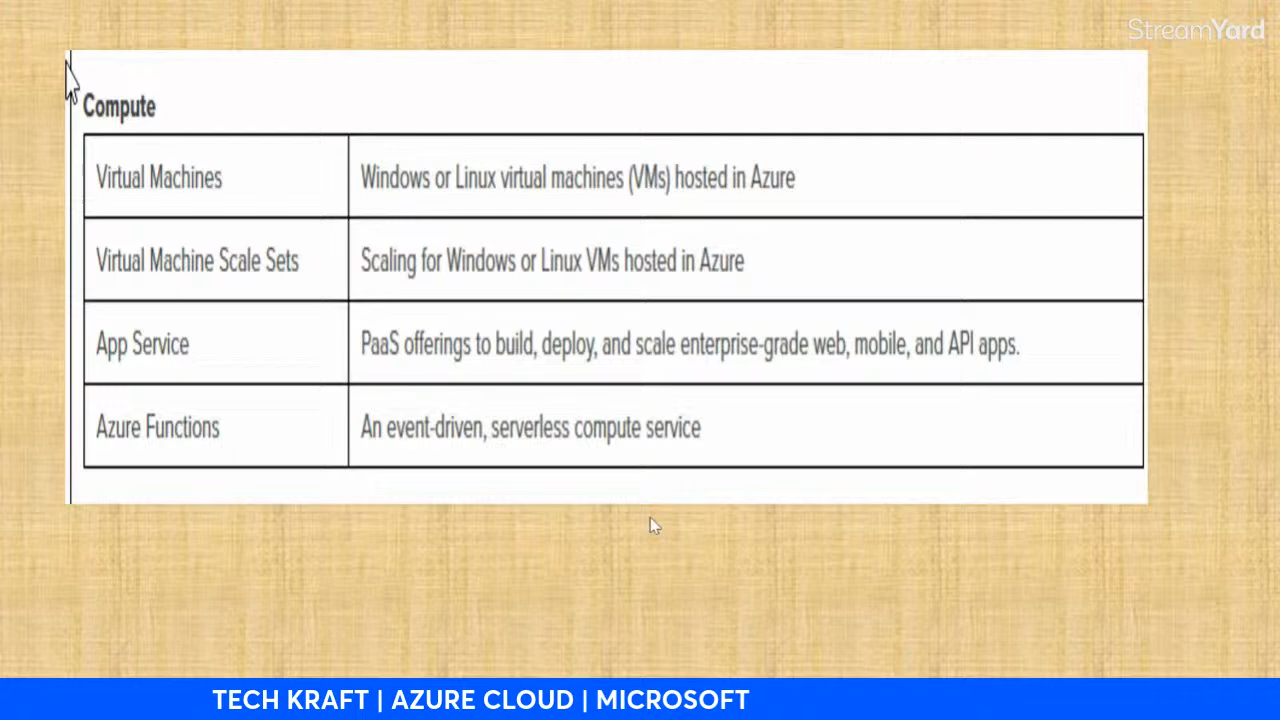 StreamYard
Compute
Virtual Machines
Windows or Linux virtual machines (VMs) hosted in Azure
Virtual Machine Scale Sets
Scaling for Windows or Linux VMs hosted in Azure
App Service
PaaS offerings to build, deploy, and scale enterprise-grade web, mobile, and API apps.
Azure Functions
An event-driven, serverless compute service
TECH KRAFT | AZURE CLOUD | MICROSOFT